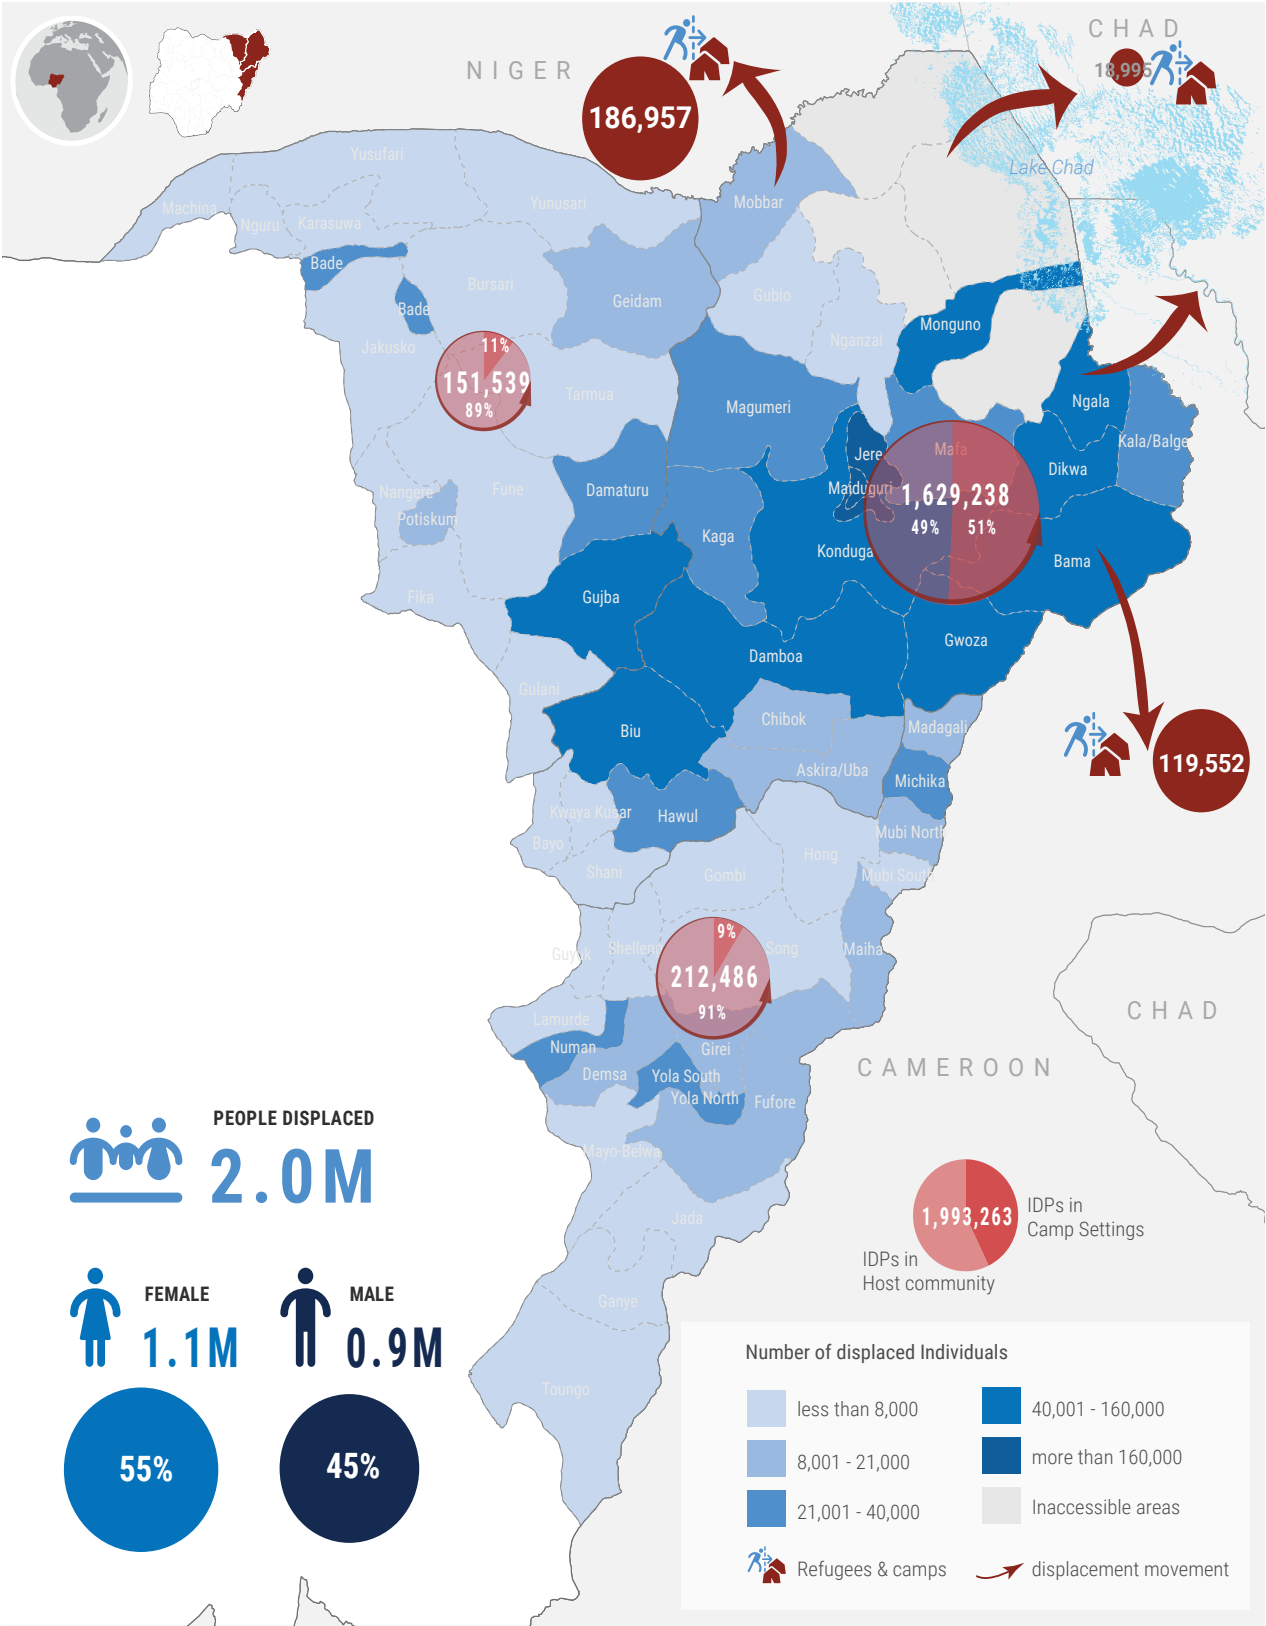 CHAD
18,995
NIGER
186,957
Lake Chad
Yusufari
Machina
Nguru
Karasuwa
Yunusari
Mobbar
Bade
Bade
Bursari
Geidam
Gubio
Monguno
Nganzai
Jakusko
11%
151,539
89%
Tarmua
Magumeri
Ngala
Kala/Balge
Mafa
Jere
Dikwa
Maiduguri
1,629,238
49%
51%
Nangere
Potiskum
Fune
Damaturu
Kaga
Konduga
Bama
Fika
Gujba
Damboa
Gwoza
Gulani
Biu
Chibok
Madagali
Askira/Uba
Michika
119,552
Kwaya Kusar
Hawul
Mubi North
Bayo
Shani
Gombi
Hong
Mubi South
Guyuk
Shelleng
9%
212,486
91%
Song
Maiha
CHAD
Lamurde
Numan
Girei
Demsa
Yola South
Yola North
Fufore
CAMEROON
Mayo-Belwa
Jada
Ganye
Toungo
PEOPLE DISPLACED
2.0M
FEMALE
1.1M
MALE
0.9M
55%
45%
1,993,263
IDPs in
Camp Settings
IDPs in
Host community
Number of displaced Individuals
less than 8,000
8,001 - 21,000
21,001 - 40,000
40,001 - 160,000
more than 160,000
Inaccessible areas
Refugees & camps
displacement movement